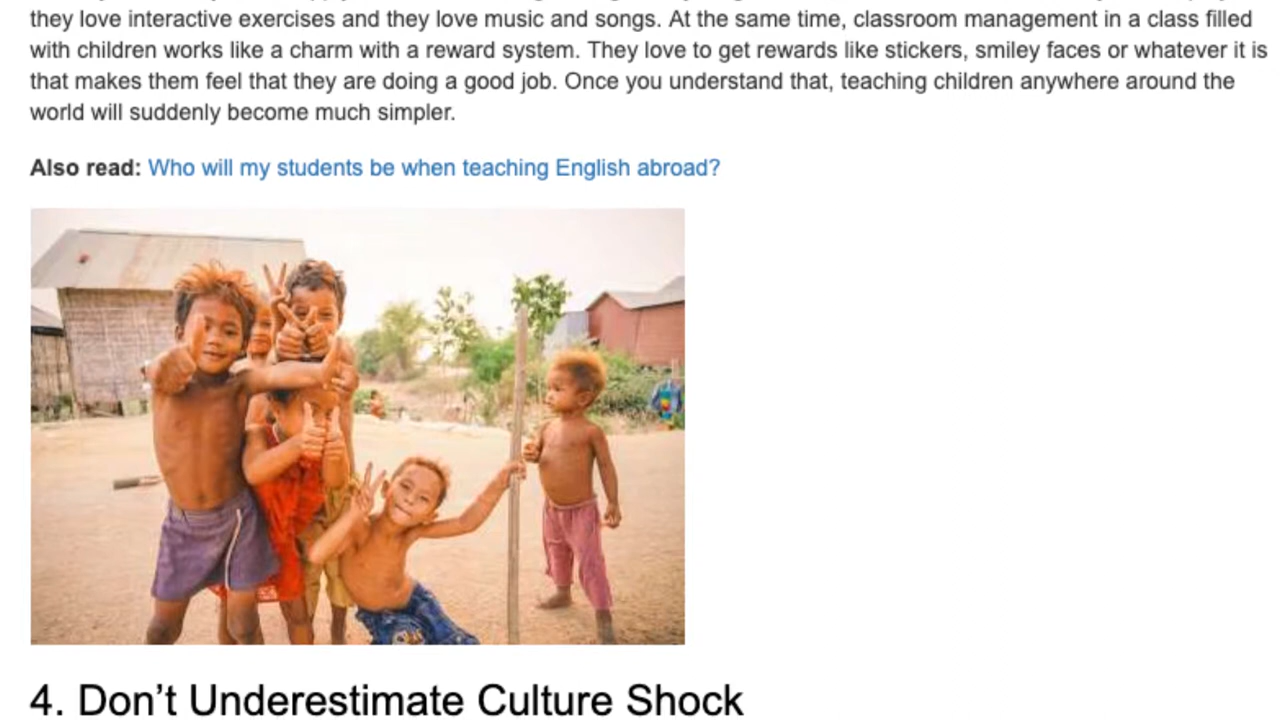 they love interactive exercises and they love music and songs. At the same time, classroom management in a class filled
with children works like a charm with a reward system. They love to get rewards like stickers, smiley faces or whatever it is
that makes them feel that they are doing a good job. Once you understand that, teaching children anywhere around the
world will suddenly become much simpler.
Also read: Who will my students be when teaching English abroad?
4. Don’t Underestimate Culture Shock